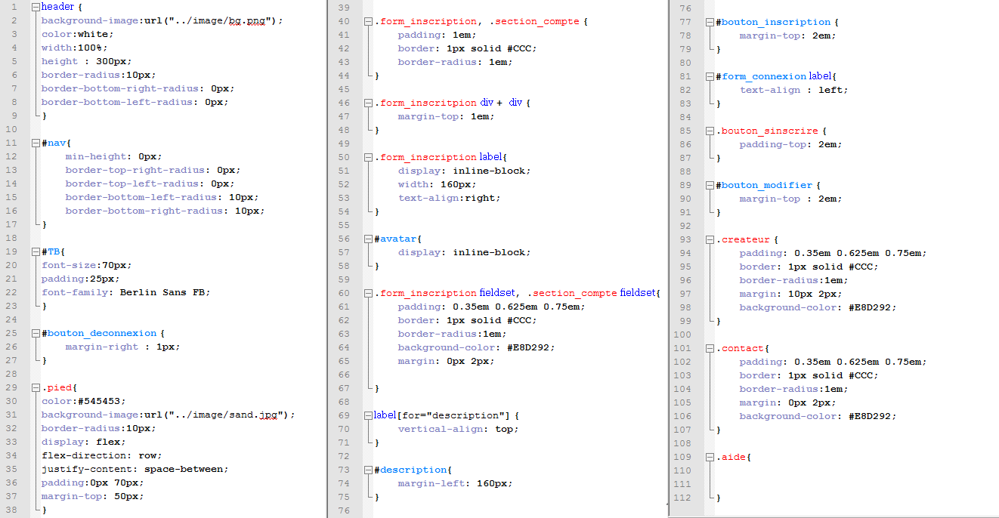 1 header {
2 background-image:url("../image/bg.png");
3 color:white;
4 width:100%;
5 height : 300px;
6 border-radius:10px;
7 border-bottom-right-radius: 0px;
8 border-bottom-left-radius: 0px;
9 }
10
11 #nav{
12 min-height: 0px;
13 border-top-right-radius: 0px;
14 border-top-left-radius: 0px;
15 border-bottom-left-radius: 10px;
16 border-bottom-right-radius: 10px;
17 }
18
19 #TB{
20 font-size:70px;
21 padding:25px;
22 font-family: Berlin Sans FB;
23 }
24
25 #bouton_deconnexion {
26 margin-right : 1px;
27 }
28
29 .pied{
30 color:#545453;
31 background-image:url("../image/sand.jpg");
32 border-radius:10px;
33 display: flex;
34 flex-direction: row;
35 justify-content: space-between;
36 padding:0px 70px;
37 margin-top: 50px;
38 }
39
40 .form_inscription, .section_compte {
41 padding: 1em;
42 border: 1px solid #CCC;
43 border-radius: 1em;
44 }
45
46 .form_inscritpion div + div {
47 margin-top: 1em;
48 }
49
50 .form_inscription label{
51 display: inline-block;
52 width: 160px;
53 text-align:right;
54 }
55
56 #avatar{
57 display: inline-block;
58 }
59
60 .form_inscription fieldset, .section_compte fieldset{
61 padding: 0.35em 0.625em 0.75em;
62 border: 1px solid #CCC;
63 border-radius:1em;
64 background-color: #E8D292;
65 margin: 0px 2px;
66
67 }
68
69 label[for="description"] {
70 vertical-align: top;
71 }
72
73 #description{
74 margin-left: 160px;
75 }
76
76
77 #bouton_inscription {
78 margin-top: 2em;
79 }
80
81 #form_connexion label{
82 text-align : left;
83 }
84
85 .bouton_sinscrire {
86 padding-top: 2em;
87 }
88
89 #bouton_modifier {
90 margin-top : 2em;
91 }
92
93 .createur {
94 padding: 0.35em 0.625em 0.75em;
95 border: 1px solid #CCC;
96 border-radius:1em;
97 margin: 10px 2px;
98 background-color: #E8D292;
99 }
100
101 .contact{
102 padding: 0.35em 0.625em 0.75em;
103 border: 1px solid #CCC;
104 border-radius:1em;
105 margin: 0px 2px;
106 background-color: #E8D292;
107 }
108
109 .aide{
110
111
112 }